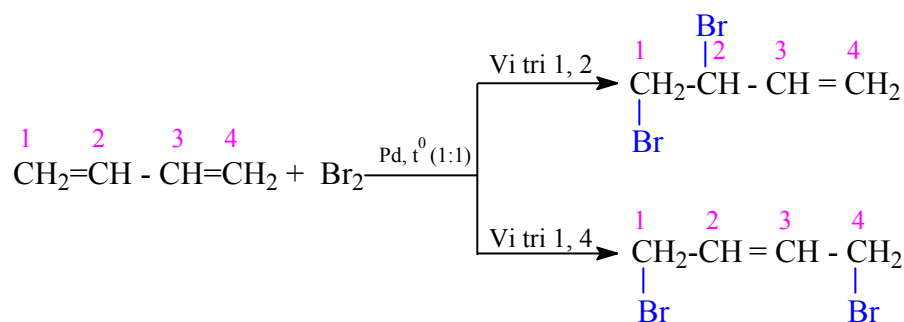 Br
1 2 3 4
Vi tri 1, 2
CH₂-CH - CH = CH₂
Br
1 2 3 4
CH₂=CH - CH=CH₂ + Br₂
Pd, t⁰ (1:1)
1 2 3 4
Vi tri 1, 4
CH₂-CH = CH - CH₂
Br Br